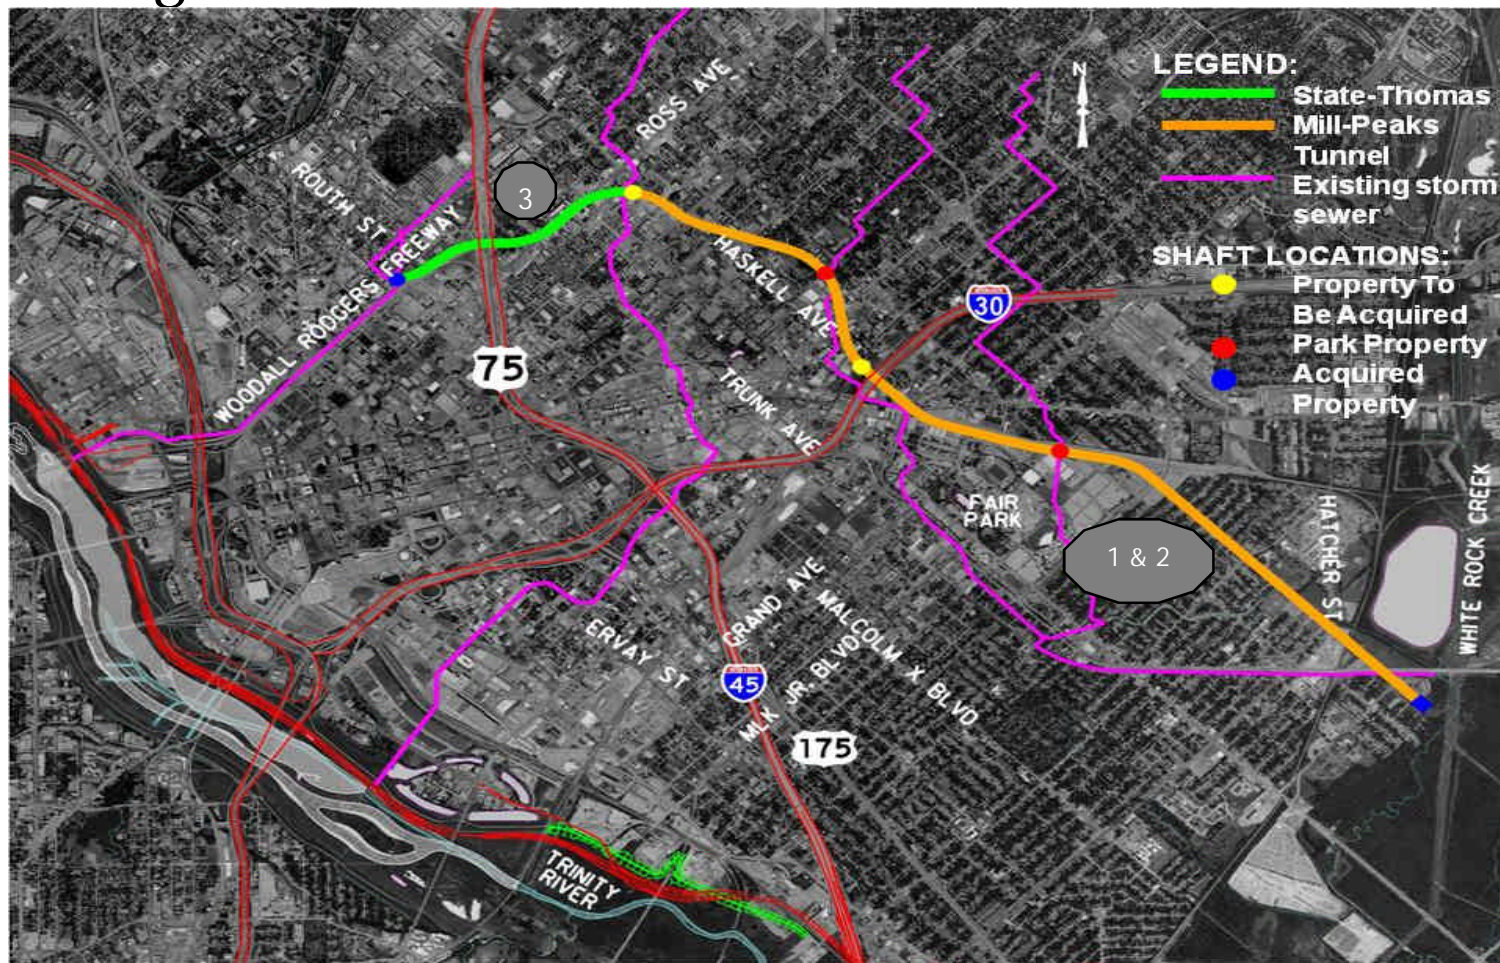 g
ROSS AVE,
N
LEGEND:
State-Thomas
Mill-Peaks
Tunnel
Existing storm
sewer
SHAFT LOCATIONS:
Property To
Be Acquired
Park Property
Acquired
Property
ROUTH ST
3
WOODALL RODGERS FREEWAY
HASKELL AVE
30
75
TRUNK AVE
FAIR
PARK
1 & 2
HATCHER ST
WHITE ROCK CREEK
ERVAY ST
GRAND AVE
MALCOLM X BLVD
MLK JR. BLVD
45
175
TRINITY
RIVER